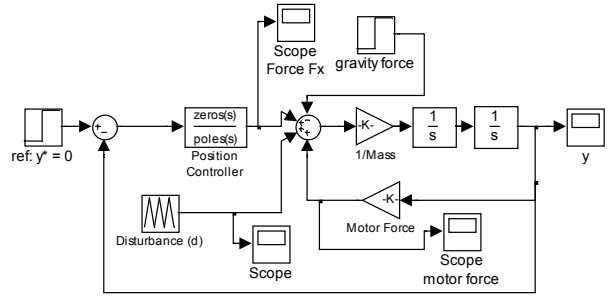 Scope
Force Fx
gravity force
ref: y* = 0
+
−
zeros(s)
poles(s)
Position
Controller
-K-
1/Mass
1
s
1
s
y
-K-
Motor Force
Disturbance (d)
Scope
Scope
motor force